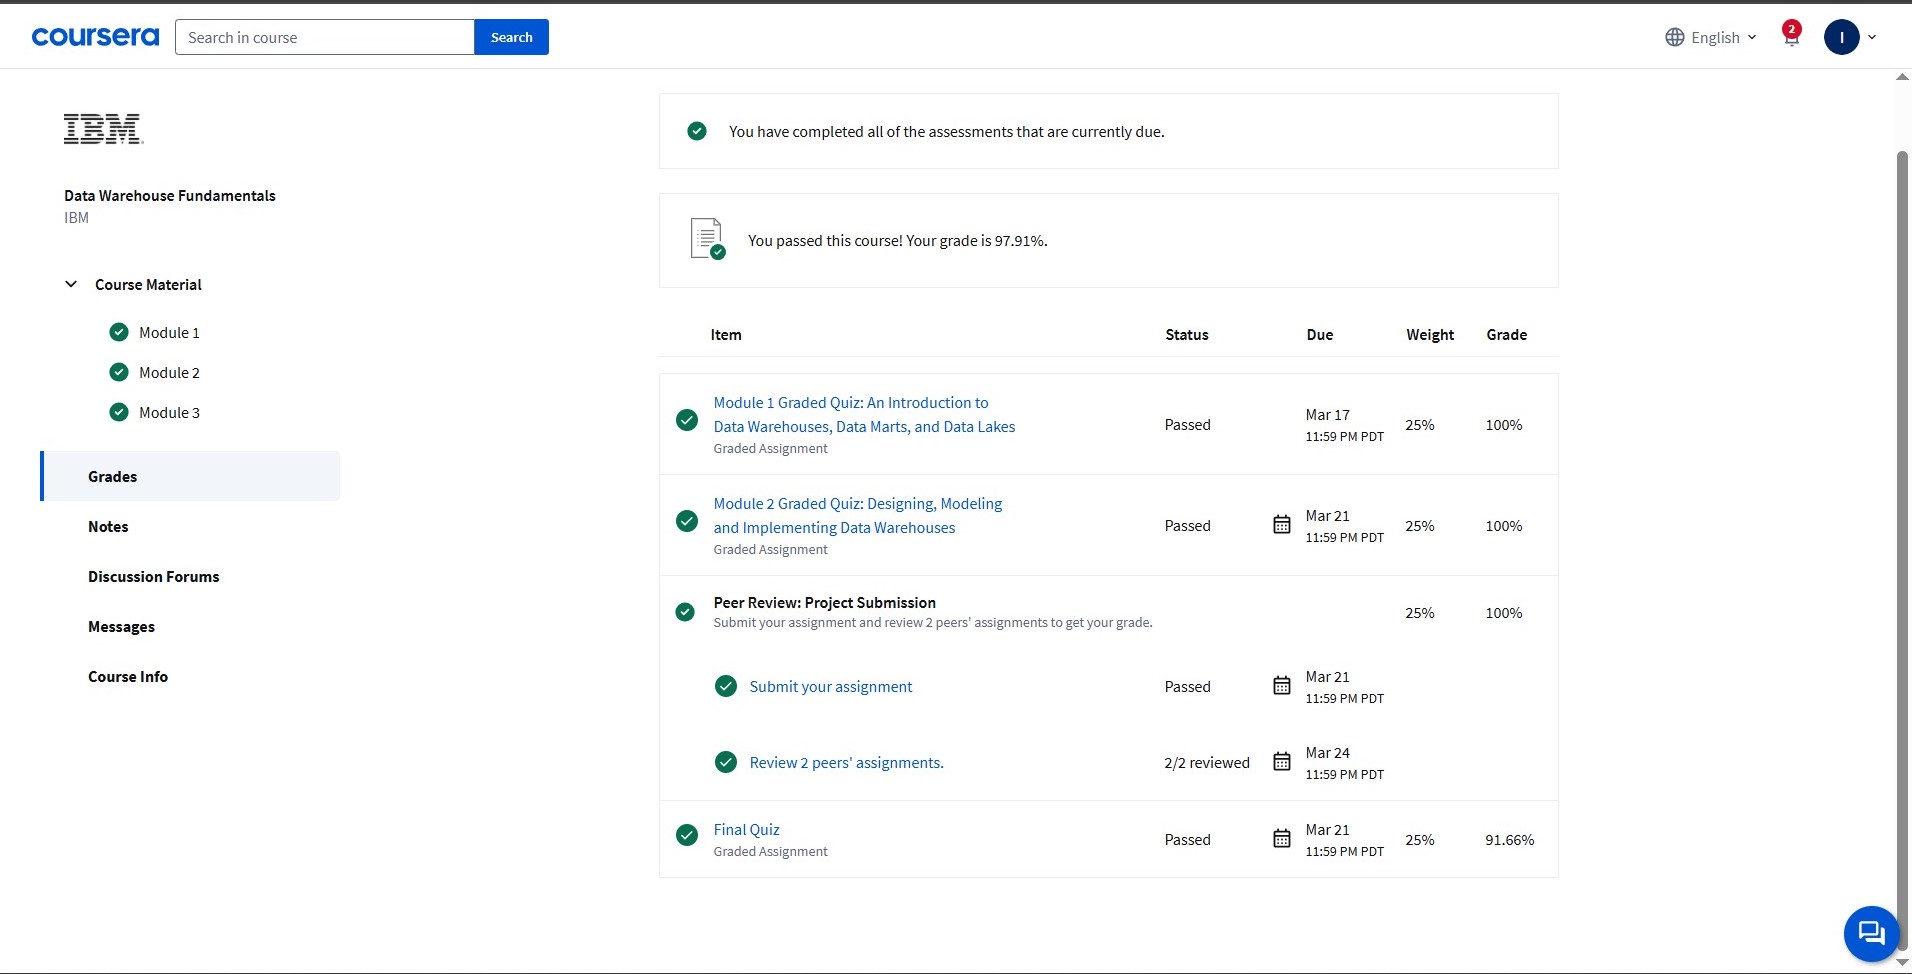 coursera
Search in course
Search
English
2
I
IBM
Data Warehouse Fundamentals
IBM
Course Material
Module 1
Module 2
Module 3
Grades
Notes
Discussion Forums
Messages
Course Info
You have completed all of the assessments that are currently due.
You passed this course! Your grade is 97.91%.
Item Status Due Weight Grade
Module 1 Graded Quiz: An Introduction to
Data Warehouses, Data Marts, and Data Lakes
Graded Assignment
Passed
Mar 17
11:59 PM PDT
25%
100%
Module 2 Graded Quiz: Designing, Modeling
and Implementing Data Warehouses
Graded Assignment
Passed
Mar 21
11:59 PM PDT
25%
100%
Peer Review: Project Submission
Submit your assignment and review 2 peers' assignments to get your grade.
25%
100%
Submit your assignment
Passed
Mar 21
11:59 PM PDT
Review 2 peers' assignments.
2/2 reviewed
Mar 24
11:59 PM PDT
Final Quiz
Graded Assignment
Passed
Mar 21
11:59 PM PDT
25%
91.66%